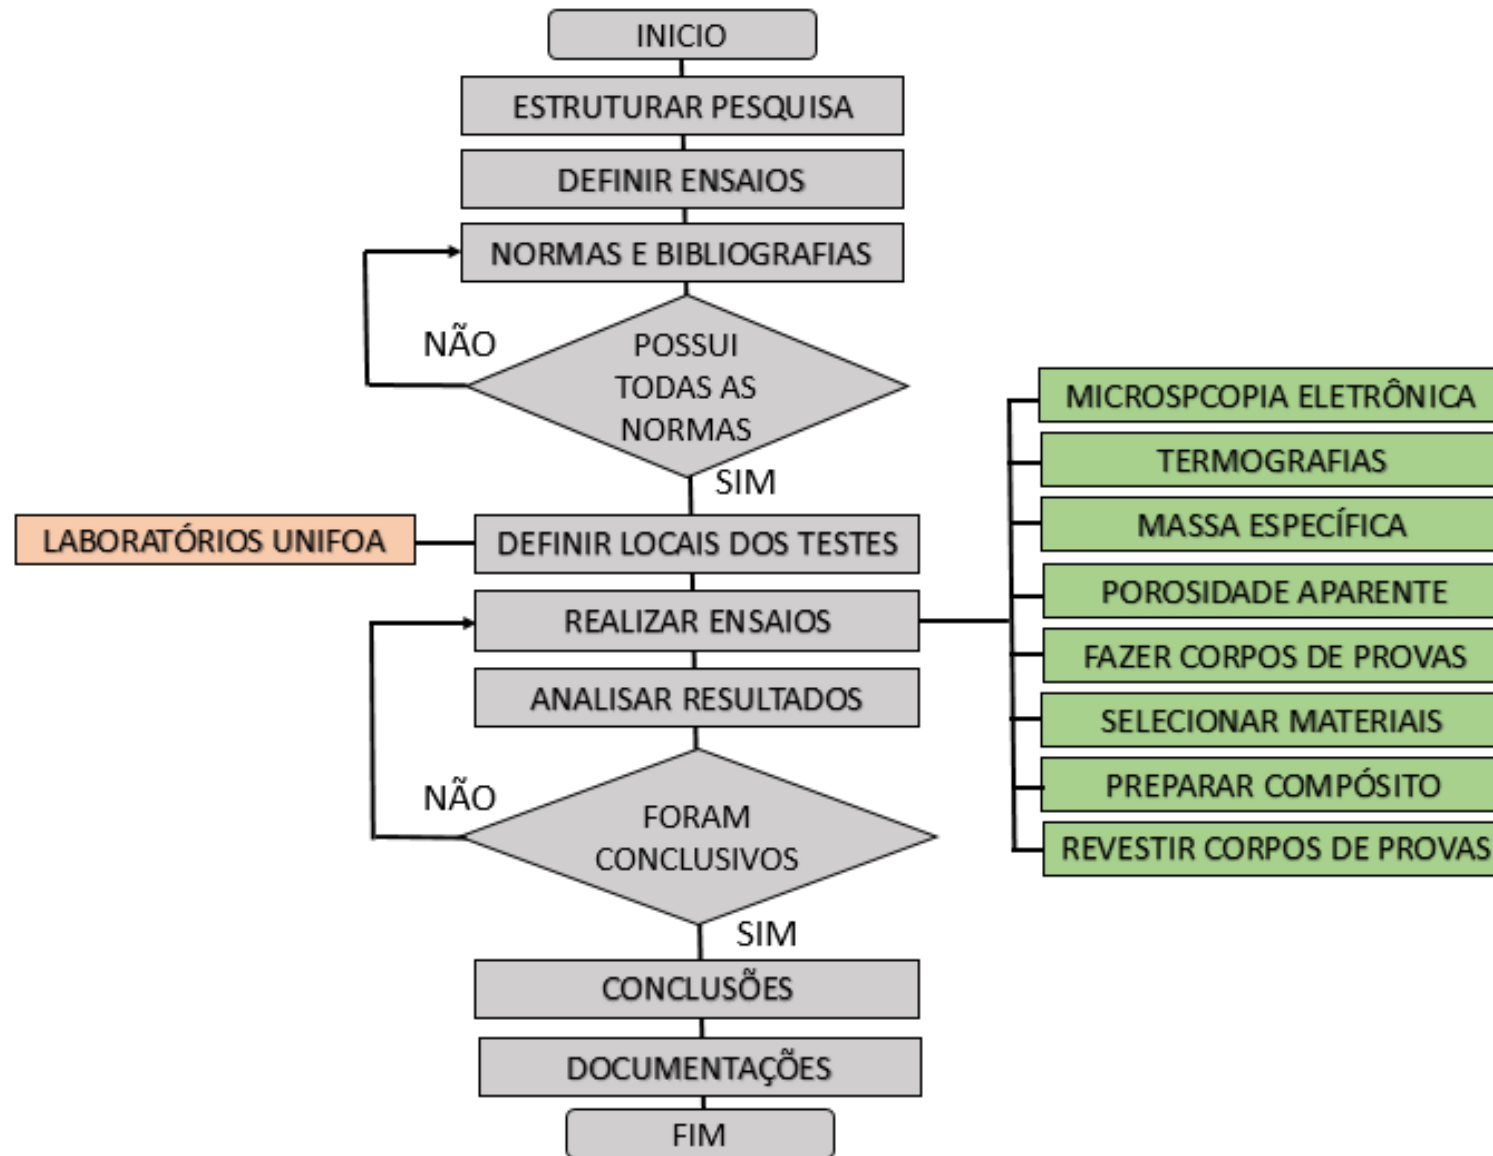 INICIO
ESTRUTURAR PESQUISA
DEFINIR ENSAIOS
NORMAS E BIBLIOGRAFIAS
NÃO
POSSUI
TODAS AS
NORMAS
SIM
LABORATÓRIOS UNIFOA
DEFINIR LOCAIS DOS TESTES
REALIZAR ENSAIOS
MICROSPCOPIA ELETRÔNICA
TERMOGRAFIAS
MASSA ESPECÍFICA
POROSIDADE APARENTE
FAZER CORPOS DE PROVAS
SELECIONAR MATERIAIS
PREPARAR COMPÓSITO
REVESTIR CORPOS DE PROVAS
ANALISAR RESULTADOS
NÃO
FORAM
CONCLUSIVOS
SIM
CONCLUSÕES
DOCUMENTAÇÕES
FIM